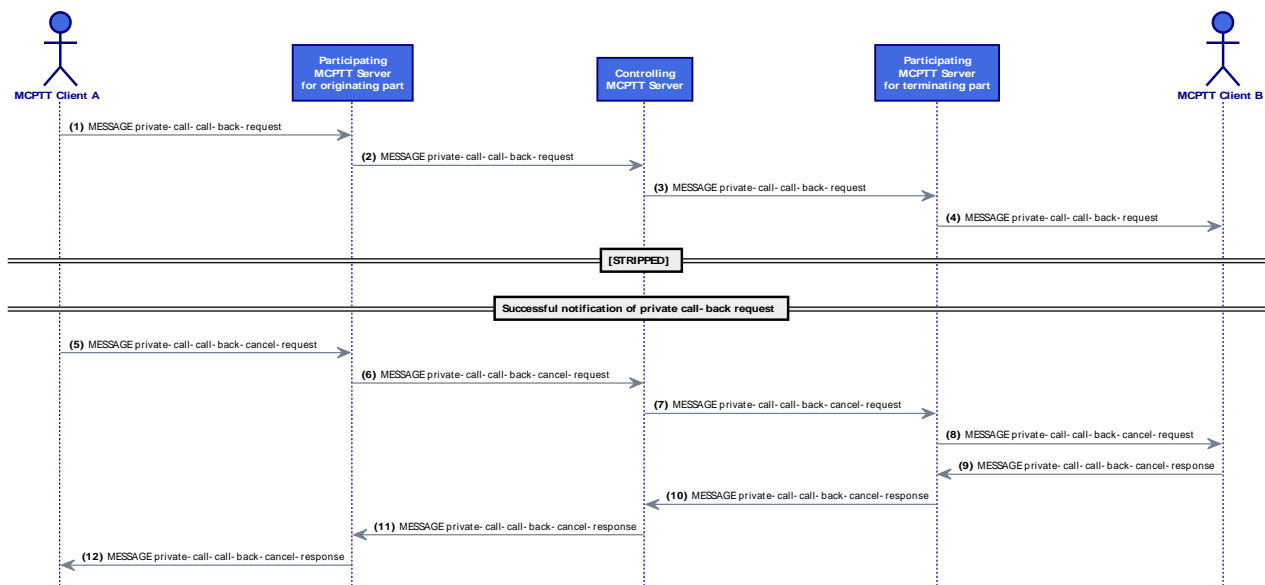 Participating
MCPTT Server
for originating part
Controlling
MCPTT Server
Participating
MCPTT Server
for terminating part
MCPTT Client A
MCPTT Client B
(1) MESSAGE private-call-call-back-request
(2) MESSAGE private-call-call-back-request
(3) MESSAGE private-call-call-back-request
(4) MESSAGE private-call-call-back-request
[STRIPPED]
Successful notification of private call-back request
(5) MESSAGE private-call-call-back-cancel-request
(6) MESSAGE private-call-call-back-cancel-request
(7) MESSAGE private-call-call-back-cancel-request
(8) MESSAGE private-call-call-back-cancel-request
(9) MESSAGE private-call-call-back-cancel-response
(10) MESSAGE private-call-call-back-cancel-response
(11) MESSAGE private-call-call-back-cancel-response
(12) MESSAGE private-call-call-back-cancel-response